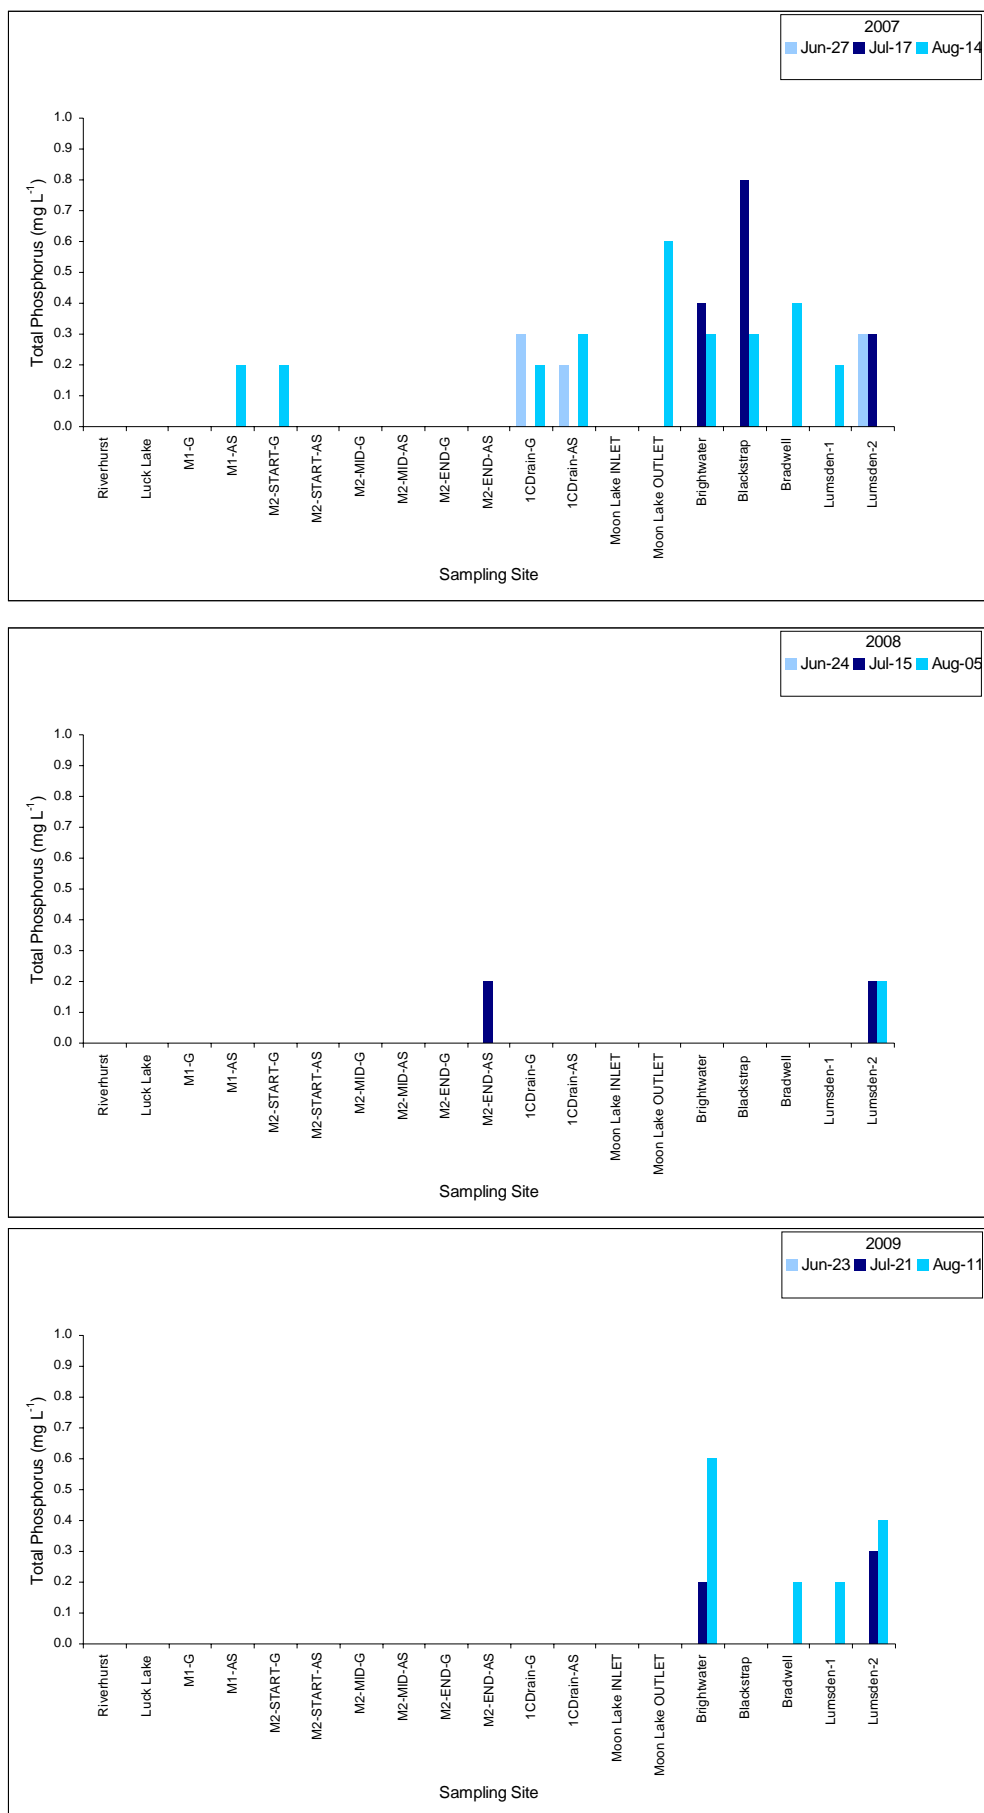 2007
Jun-27 Jul-17 Aug-14
Total Phosphorus (mg L-1)
1.0
0.9
0.8
0.7
0.6
0.5
0.4
0.3
0.2
0.1
0.0
Riverhurst
Luck Lake
M1-G
M1-AS
M2-START-G
M2-START-AS
M2-MID-G
M2-MID-AS
M2-END-G
M2-END-AS
1CDrain-G
1CDrain-AS
Moon Lake INLET
Moon Lake OUTLET
Brightwater
Blackstrap
Bradwell
Lumsden-1
Lumsden-2
Sampling Site
2008
Jun-24 Jul-15 Aug-05
Total Phosphorus (mg L-1)
1.0
0.9
0.8
0.7
0.6
0.5
0.4
0.3
0.2
0.1
0.0
Riverhurst
Luck Lake
M1-G
M1-AS
M2-START-G
M2-START-AS
M2-MID-G
M2-MID-AS
M2-END-G
M2-END-AS
1CDrain-G
1CDrain-AS
Moon Lake INLET
Moon Lake OUTLET
Brightwater
Blackstrap
Bradwell
Lumsden-1
Lumsden-2
Sampling Site
2009
Jun-23 Jul-21 Aug-11
Total Phosphorus (mg L-1)
1.0
0.9
0.8
0.7
0.6
0.5
0.4
0.3
0.2
0.1
0.0
Riverhurst
Luck Lake
M1-G
M1-AS
M2-START-G
M2-START-AS
M2-MID-G
M2-MID-AS
M2-END-G
M2-END-AS
1CDrain-G
1CDrain-AS
Moon Lake INLET
Moon Lake OUTLET
Brightwater
Blackstrap
Bradwell
Lumsden-1
Lumsden-2
Sampling Site